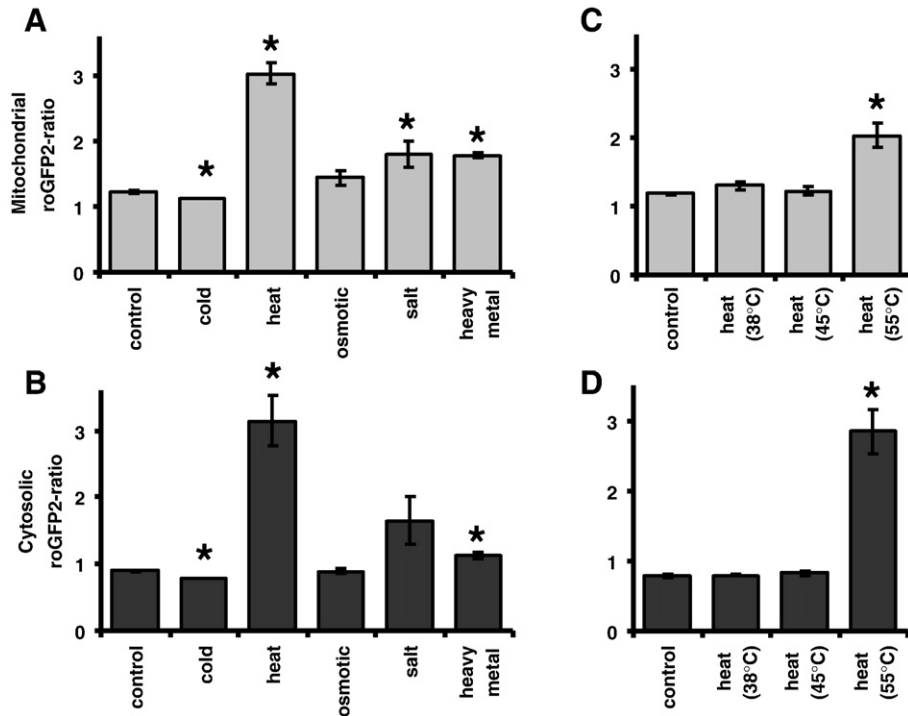 A
Mitochondrial
roGFP2-ratio
3
2
1
0
*
*
*
*
control
cold
heat
osmotic
salt
heavy
metal
C
3
2
1
0
*
control
heat
(38°C)
heat
(45°C)
heat
(55°C)
B
Cytosolic
roGFP2-ratio
3
2
1
0
*
*
*
control
cold
heat
osmotic
salt
heavy
metal
D
3
2
1
0
*
control
heat
(38°C)
heat
(45°C)
heat
(55°C)